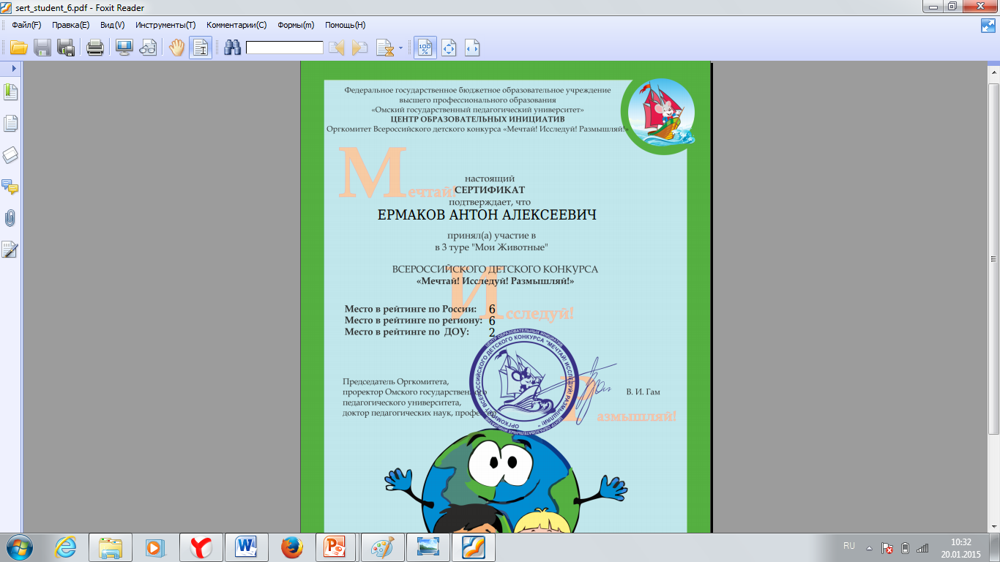 sert_student_6.pdf - Foxit Reader
Файл(F) Правка(E) Вид(V) Инструменты(T) Комментарии(C) Формы(m) Помощь(H)
Федеральное государственное бюджетное образовательное учреждение
высшего профессионального образования
«Омский государственный педагогический университет»
ЦЕНТР ОБРАЗОВАТЕЛЬНЫХ ИНИЦИАТИВ
Оргкомитет Всероссийского детского конкурса «Мечтай! Исследуй! Размышляй!»
Мечтай!
настоящий
СЕРТИФИКАТ
подтверждает, что
ЕРМАКОВ АНТОН АЛЕКСЕЕВИЧ
принял(а) участие в
в 3 туре "Мои Животные"
ВСЕРОССИЙСКОГО ДЕТСКОГО КОНКУРСА
«Мечтай! Исследуй! Размышляй!»
Исследуй!
Место в рейтинге по России: 6
Место в рейтинге по региону: 6
Место в рейтинге по ДОУ: 2
ЦЕНТР ОБРАЗОВАТЕЛЬНЫХ ИНИЦИАТИВ
ОРГКОМИТЕТ ВСЕРОССИЙСКОГО ДЕТСКОГО КОНКУРСА "МЕЧТАЙ! ИССЛЕДУЙ! РАЗМЫШЛЯЙ!"
ЦЕНТР ОБРАЗОВАТЕЛЬНЫХ ИНИЦИАТИВ
Председатель Оргкомитета,
проректор Омского государственного
педагогического университета,
доктор педагогических наук, профессор
В. И. Гам
Размышляй!
RU
10:32
20.01.2015